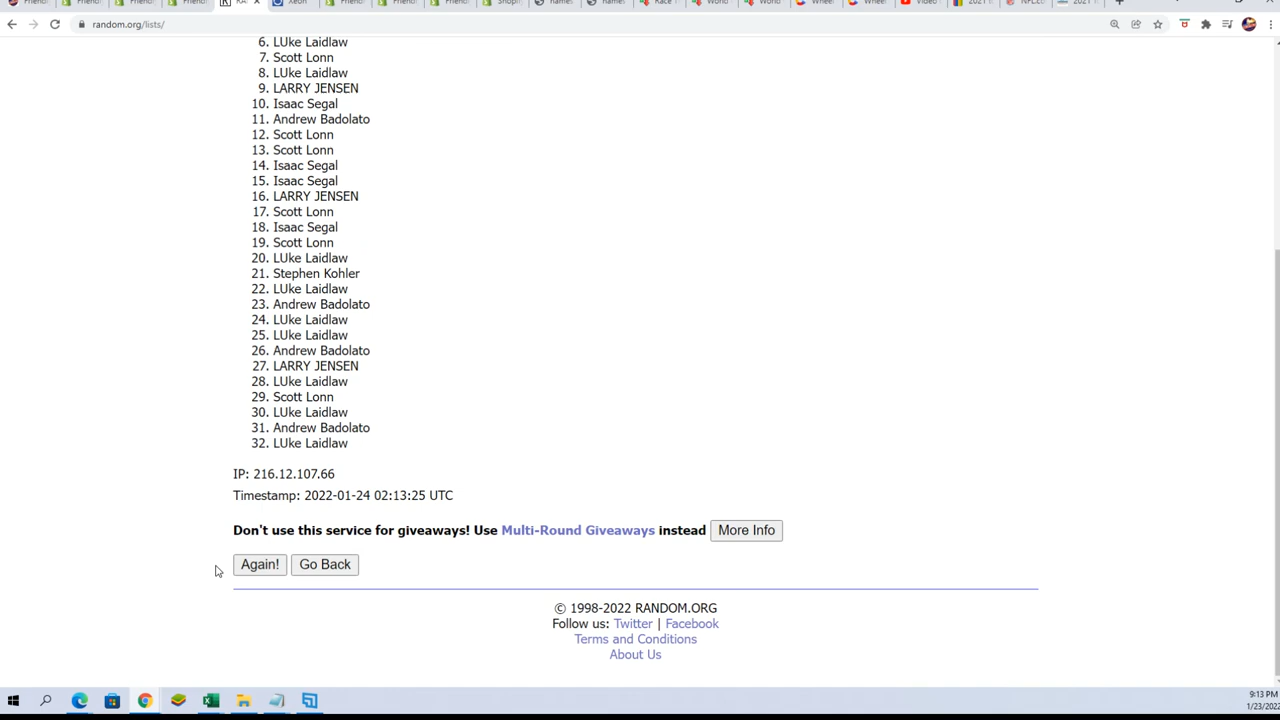 random.org/lists/
6. LUke Laidlaw
7. Scott Lonn
8. LUke Laidlaw
9. LARRY JENSEN
10. Isaac Segal
11. Andrew Badolato
12. Scott Lonn
13. Scott Lonn
14. Isaac Segal
15. Isaac Segal
16. LARRY JENSEN
17. Scott Lonn
18. Isaac Segal
19. Scott Lonn
20. LUke Laidlaw
21. Stephen Kohler
22. LUke Laidlaw
23. Andrew Badolato
24. LUke Laidlaw
25. LUke Laidlaw
26. Andrew Badolato
27. LARRY JENSEN
28. LUke Laidlaw
29. Scott Lonn
30. LUke Laidlaw
31. Andrew Badolato
32. LUke Laidlaw
IP: 216.12.107.66
Timestamp: 2022-01-24 02:13:25 UTC
Don't use this service for giveaways! Use Multi-Round Giveaways instead More Info
Again! Go Back
© 1998-2022 RANDOM.ORG
Follow us: Twitter | Facebook
Terms and Conditions
About Us
9:13 PM
1/23/2022